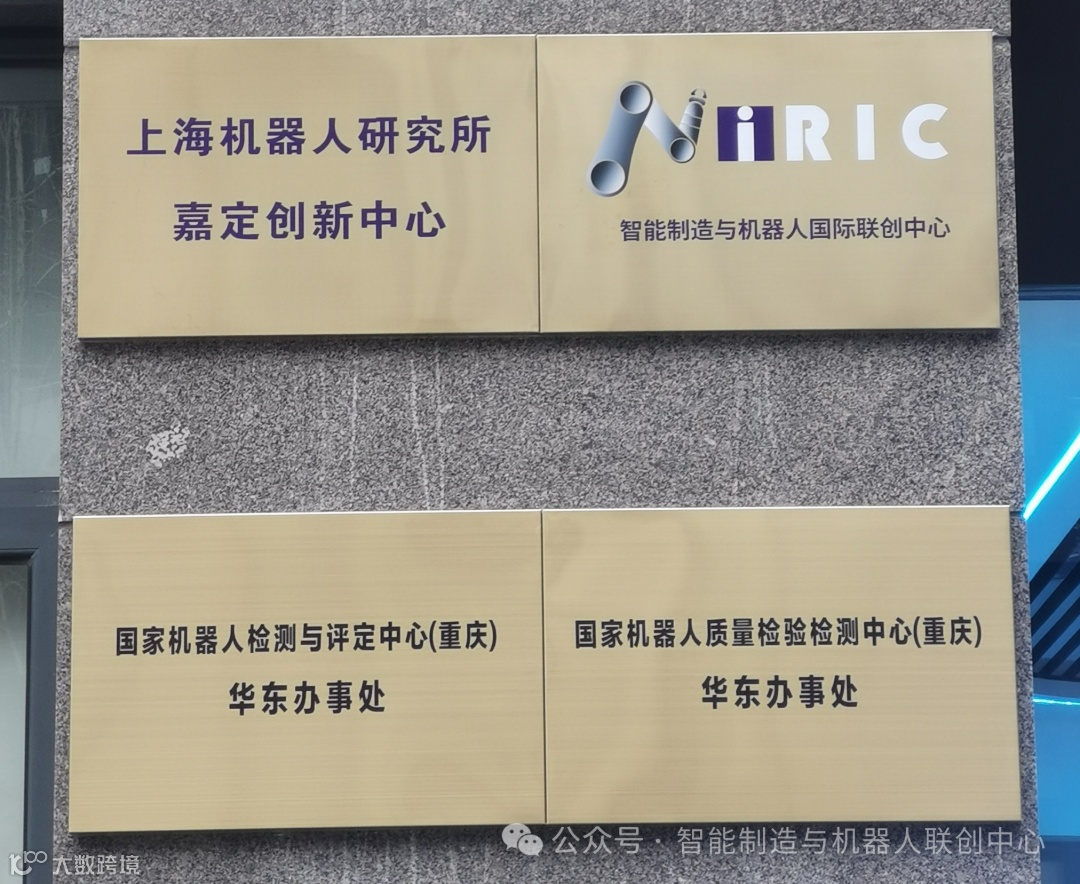 上海机器人研究所
嘉定创新中心
NiRIC
智能制造与机器人国际联创中心
国家机器人检测与评定中心(重庆)
华东办事处
国家机器人质量检验检测中心(重庆)
华东办事处
公众号·智能制造与机器人联创中心
大数跨境